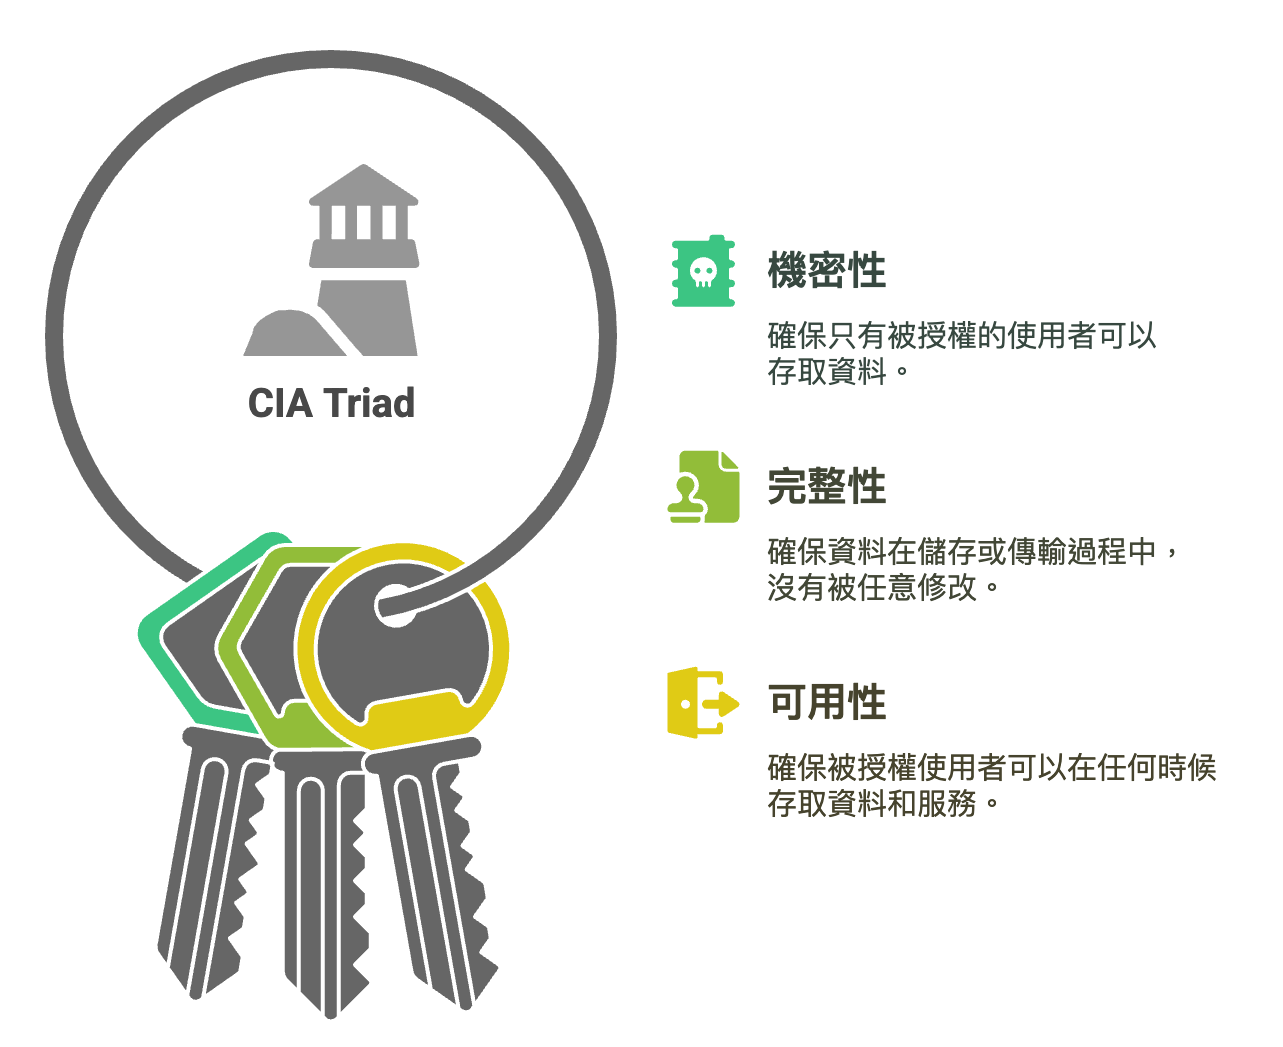 CIA Triad
機密性
確保只有被授權的使用者可以
存取資料。
完整性
確保資料在儲存或傳輸過程中，
沒有被任意修改。
可用性
確保被授權使用者可以在任何時候
存取資料和服務。